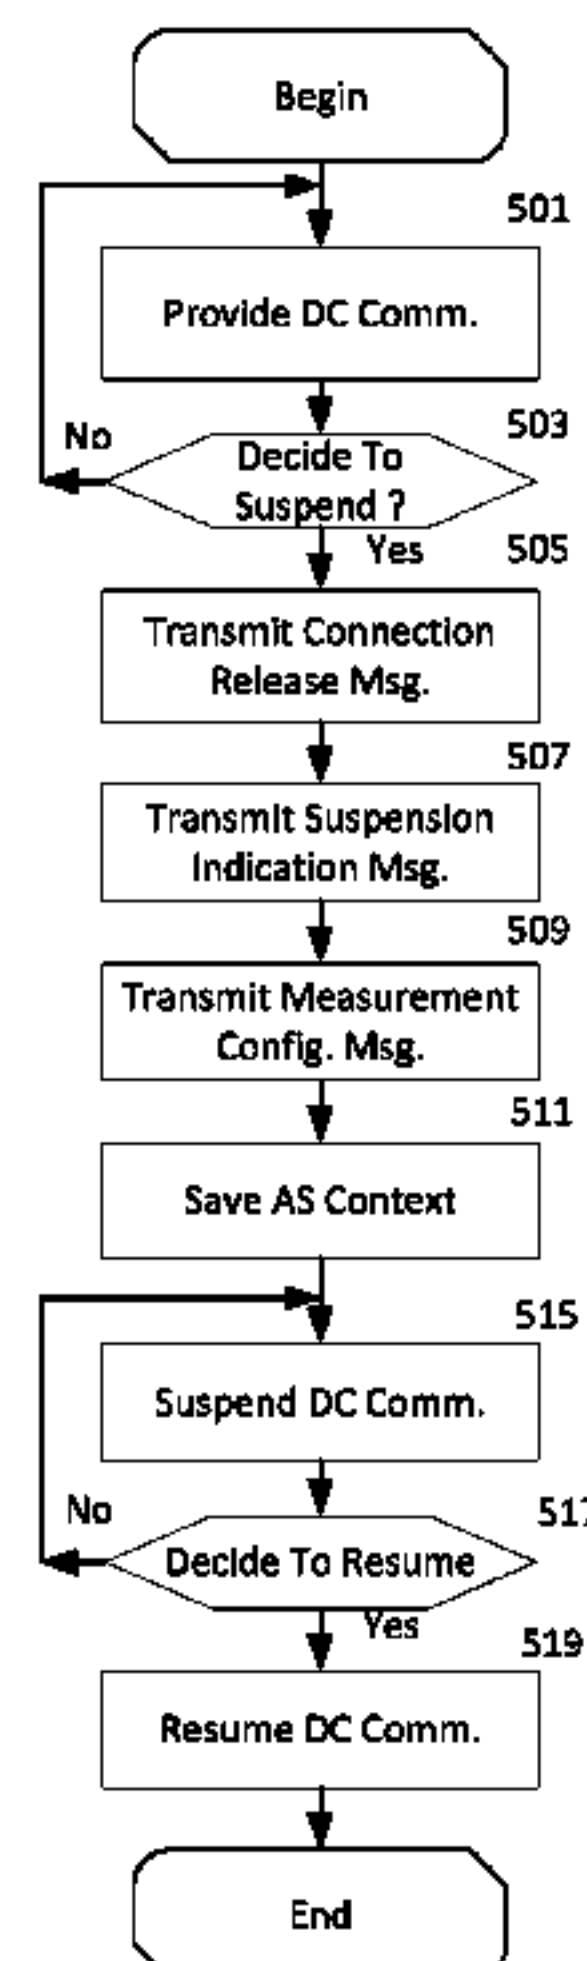 Begin
501
Provide DC Comm.
503
No
Decide To
Suspend ?
Yes
505
Transmit Connection
Release Msg.
507
Transmit Suspension
Indication Msg.
509
Transmit Measurement
Config. Msg.
511
Save AS Context
515
Suspend DC Comm.
No
517
Decide To Resume
Yes
519
Resume DC Comm.
End